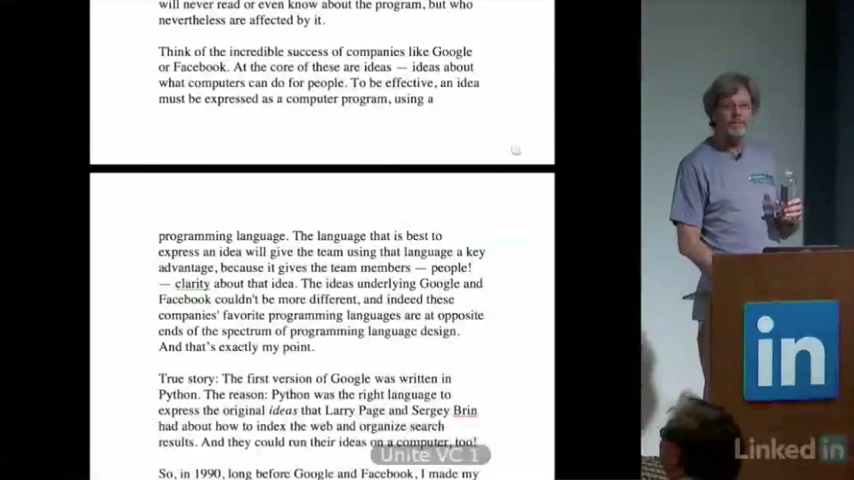 will never read or even know about the program, but who
nevertheless are affected by it.
Think of the incredible success of companies like Google
or Facebook. At the core of these are ideas — ideas about
what computers can do for people. To be effective, an idea
must be expressed as a computer program, using a
programming language. The language that is best to
express an idea will give the team using that language a key
advantage, because it gives the team members — people!
— clarity about that idea. The ideas underlying Google and
Facebook couldn't be more different, and indeed these
companies' favorite programming languages are at opposite
ends of the spectrum of programming language design.
And that's exactly my point.
True story: The first version of Google was written in
Python. The reason: Python was the right language to
express the original ideas that Larry Page and Sergey Brin
had about how to index the web and organize search
results. And they could run their ideas on a computer, too!
So, in 1990, long before Google and Facebook, I made my
Unite VC 1
in
Linked in